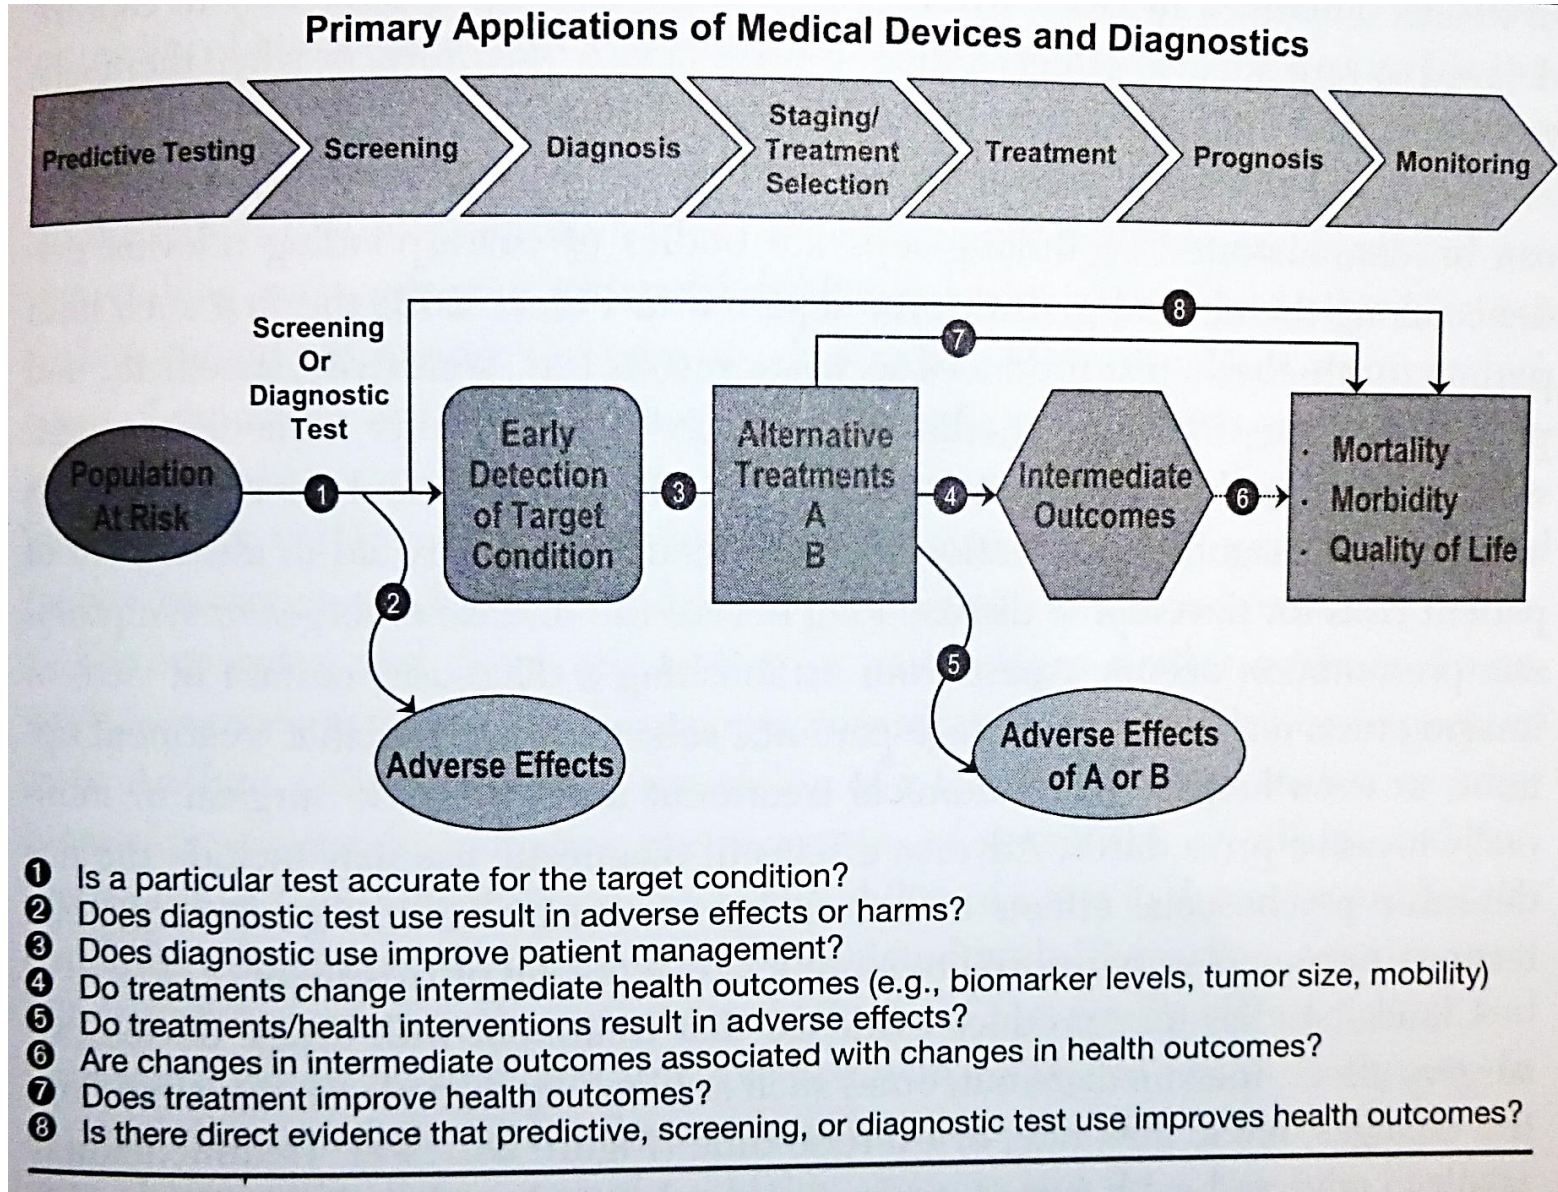 Primary Applications of Medical Devices and Diagnostics
Predictive Testing
Screening
Diagnosis
Staging/
Treatment
Selection
Treatment
Prognosis
Monitoring
Screening
Or
Diagnostic
Test
8
7
Population
At Risk
1
Early
Detection
of Target
Condition
3
Alternative
Treatments
A
B
4
Intermediate
Outcomes
6
· Mortality
· Morbidity
· Quality of Life
2
5
Adverse Effects
Adverse Effects
of A or B
1 Is a particular test accurate for the target condition?
2 Does diagnostic test use result in adverse effects or harms?
3 Does diagnostic use improve patient management?
4 Do treatments change intermediate health outcomes (e.g., biomarker levels, tumor size, mobility)
5 Do treatments/health interventions result in adverse effects?
6 Are changes in intermediate outcomes associated with changes in health outcomes?
7 Does treatment improve health outcomes?
8 Is there direct evidence that predictive, screening, or diagnostic test use improves health outcomes?